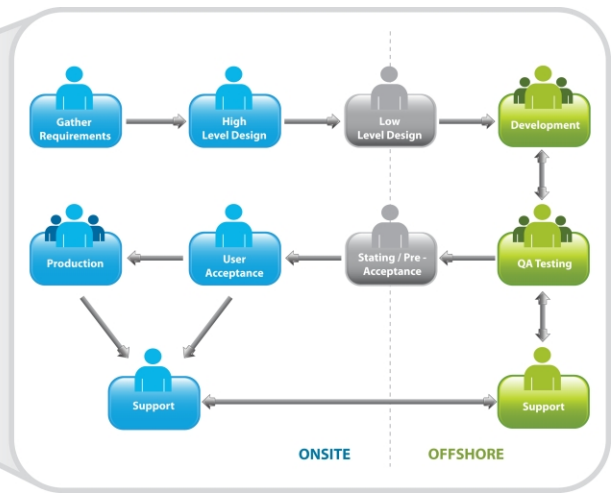 Gather
Requirements
High
Level Design
Low
Level Design
Development
Production
User
Acceptance
Stating / Pre -
Acceptance
QA Testing
Support
Support
ONSITE
OFFSHORE